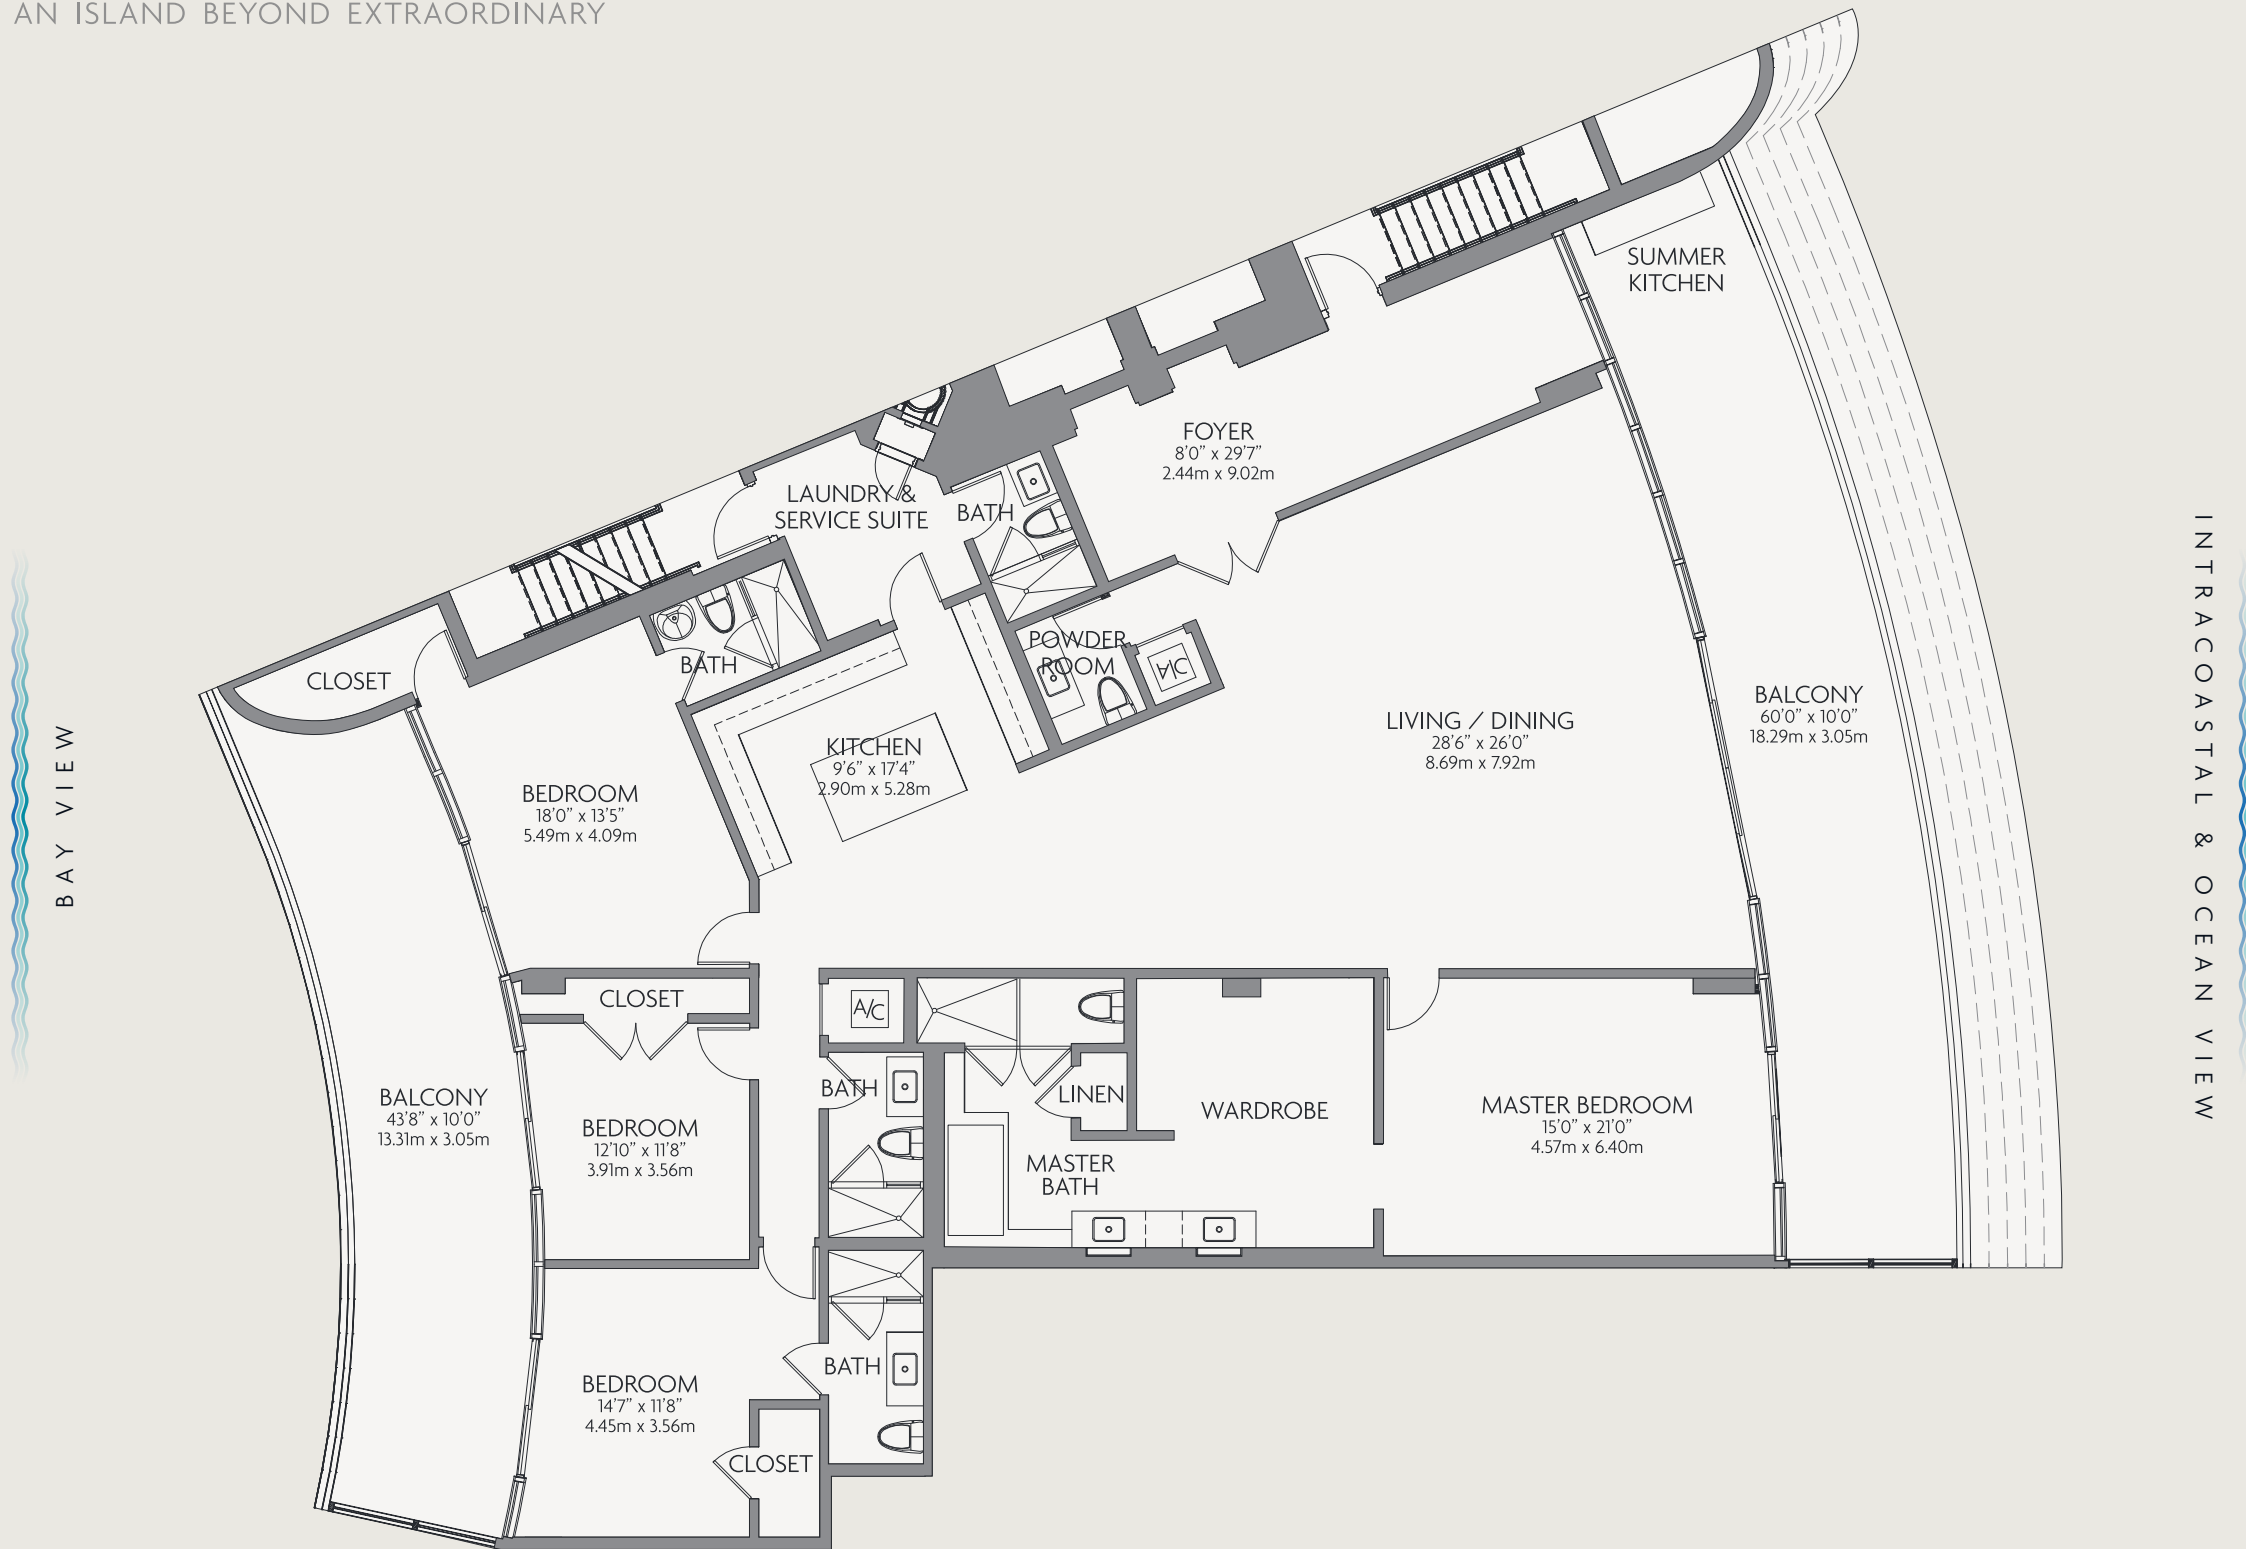 AN ISLAND BEYOND EXTRAORDINARY
SUMMER
KITCHEN
FOYER
8'0" x 29'7"
2.44m x 9.02m
LAUNDRY &
SERVICE SUITE
BATH
POWDER
ROOM
A/C
BATH
CLOSET
KITCHEN
9'6" x 17'4"
2.90m x 5.28m
LIVING / DINING
28'6" x 26'0"
8.69m x 7.92m
BALCONY
60'0" x 10'0"
18.29m x 3.05m
BEDROOM
18'0" x 13'5"
5.49m x 4.09m
BAY VIEW
INTRACOASTAL & OCEAN VIEW
CLOSET
A/C
BALCONY
43'8" x 10'0"
13.31m x 3.05m
BEDROOM
12'10" x 11'8"
3.91m x 3.56m
BATH
LINEN
WARDROBE
MASTER BEDROOM
15'0" x 21'0"
4.57m x 6.40m
MASTER
BATH
BEDROOM
14'7" x 11'8"
4.45m x 3.56m
BATH
CLOSET